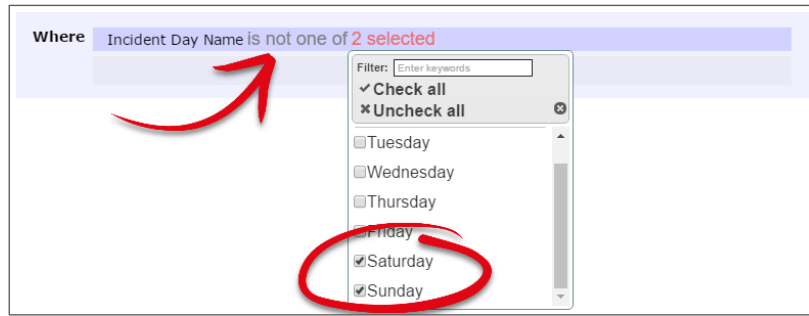 Where Incident Day Name is not one of 2 selected
Filter: Enter keywords
Check all
Uncheck all
Tuesday
Wednesday
Thursday
Friday
Saturday
Sunday